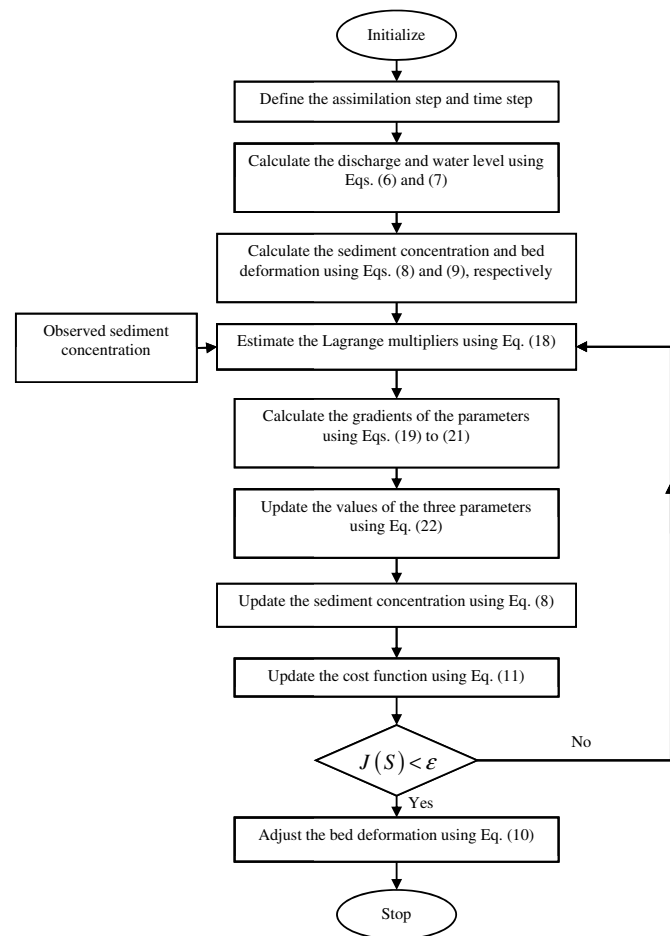 Initialize
Define the assimilation step and time step
Calculate the discharge and water level using
Eqs. (6) and (7)
Calculate the sediment concentration and bed
deformation using Eqs. (8) and (9), respectively
Observed sediment
concentration
Estimate the Lagrange multipliers using Eq. (18)
Calculate the gradients of the parameters
using Eqs. (19) to (21)
Update the values of the three parameters
using Eq. (22)
Update the sediment concentration using Eq. (8)
Update the cost function using Eq. (11)
J(S)<ε
No
Yes
Adjust the bed deformation using Eq. (10)
Stop